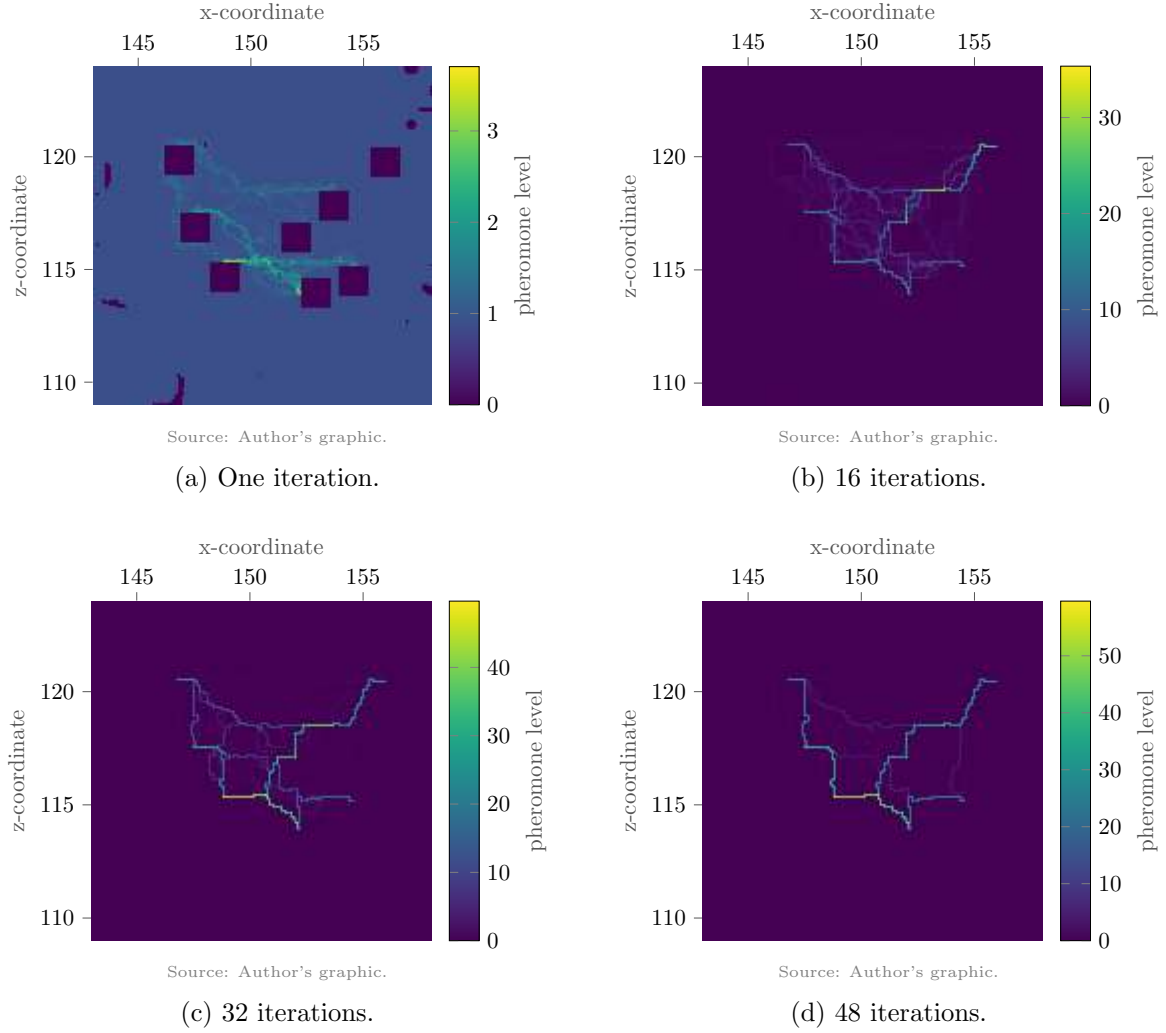 x-coordinate
145 150 155
120
115
110
z-coordinate
3
2
1
0
pheromone level
Source: Author's graphic.
(a) One iteration.
x-coordinate
145 150 155
120
115
110
z-coordinate
30
20
10
0
pheromone level
Source: Author's graphic.
(b) 16 iterations.
x-coordinate
145 150 155
120
115
110
z-coordinate
40
30
20
10
0
pheromone level
Source: Author's graphic.
(c) 32 iterations.
x-coordinate
145 150 155
120
115
110
z-coordinate
50
40
30
20
10
0
pheromone level
Source: Author's graphic.
(d) 48 iterations.